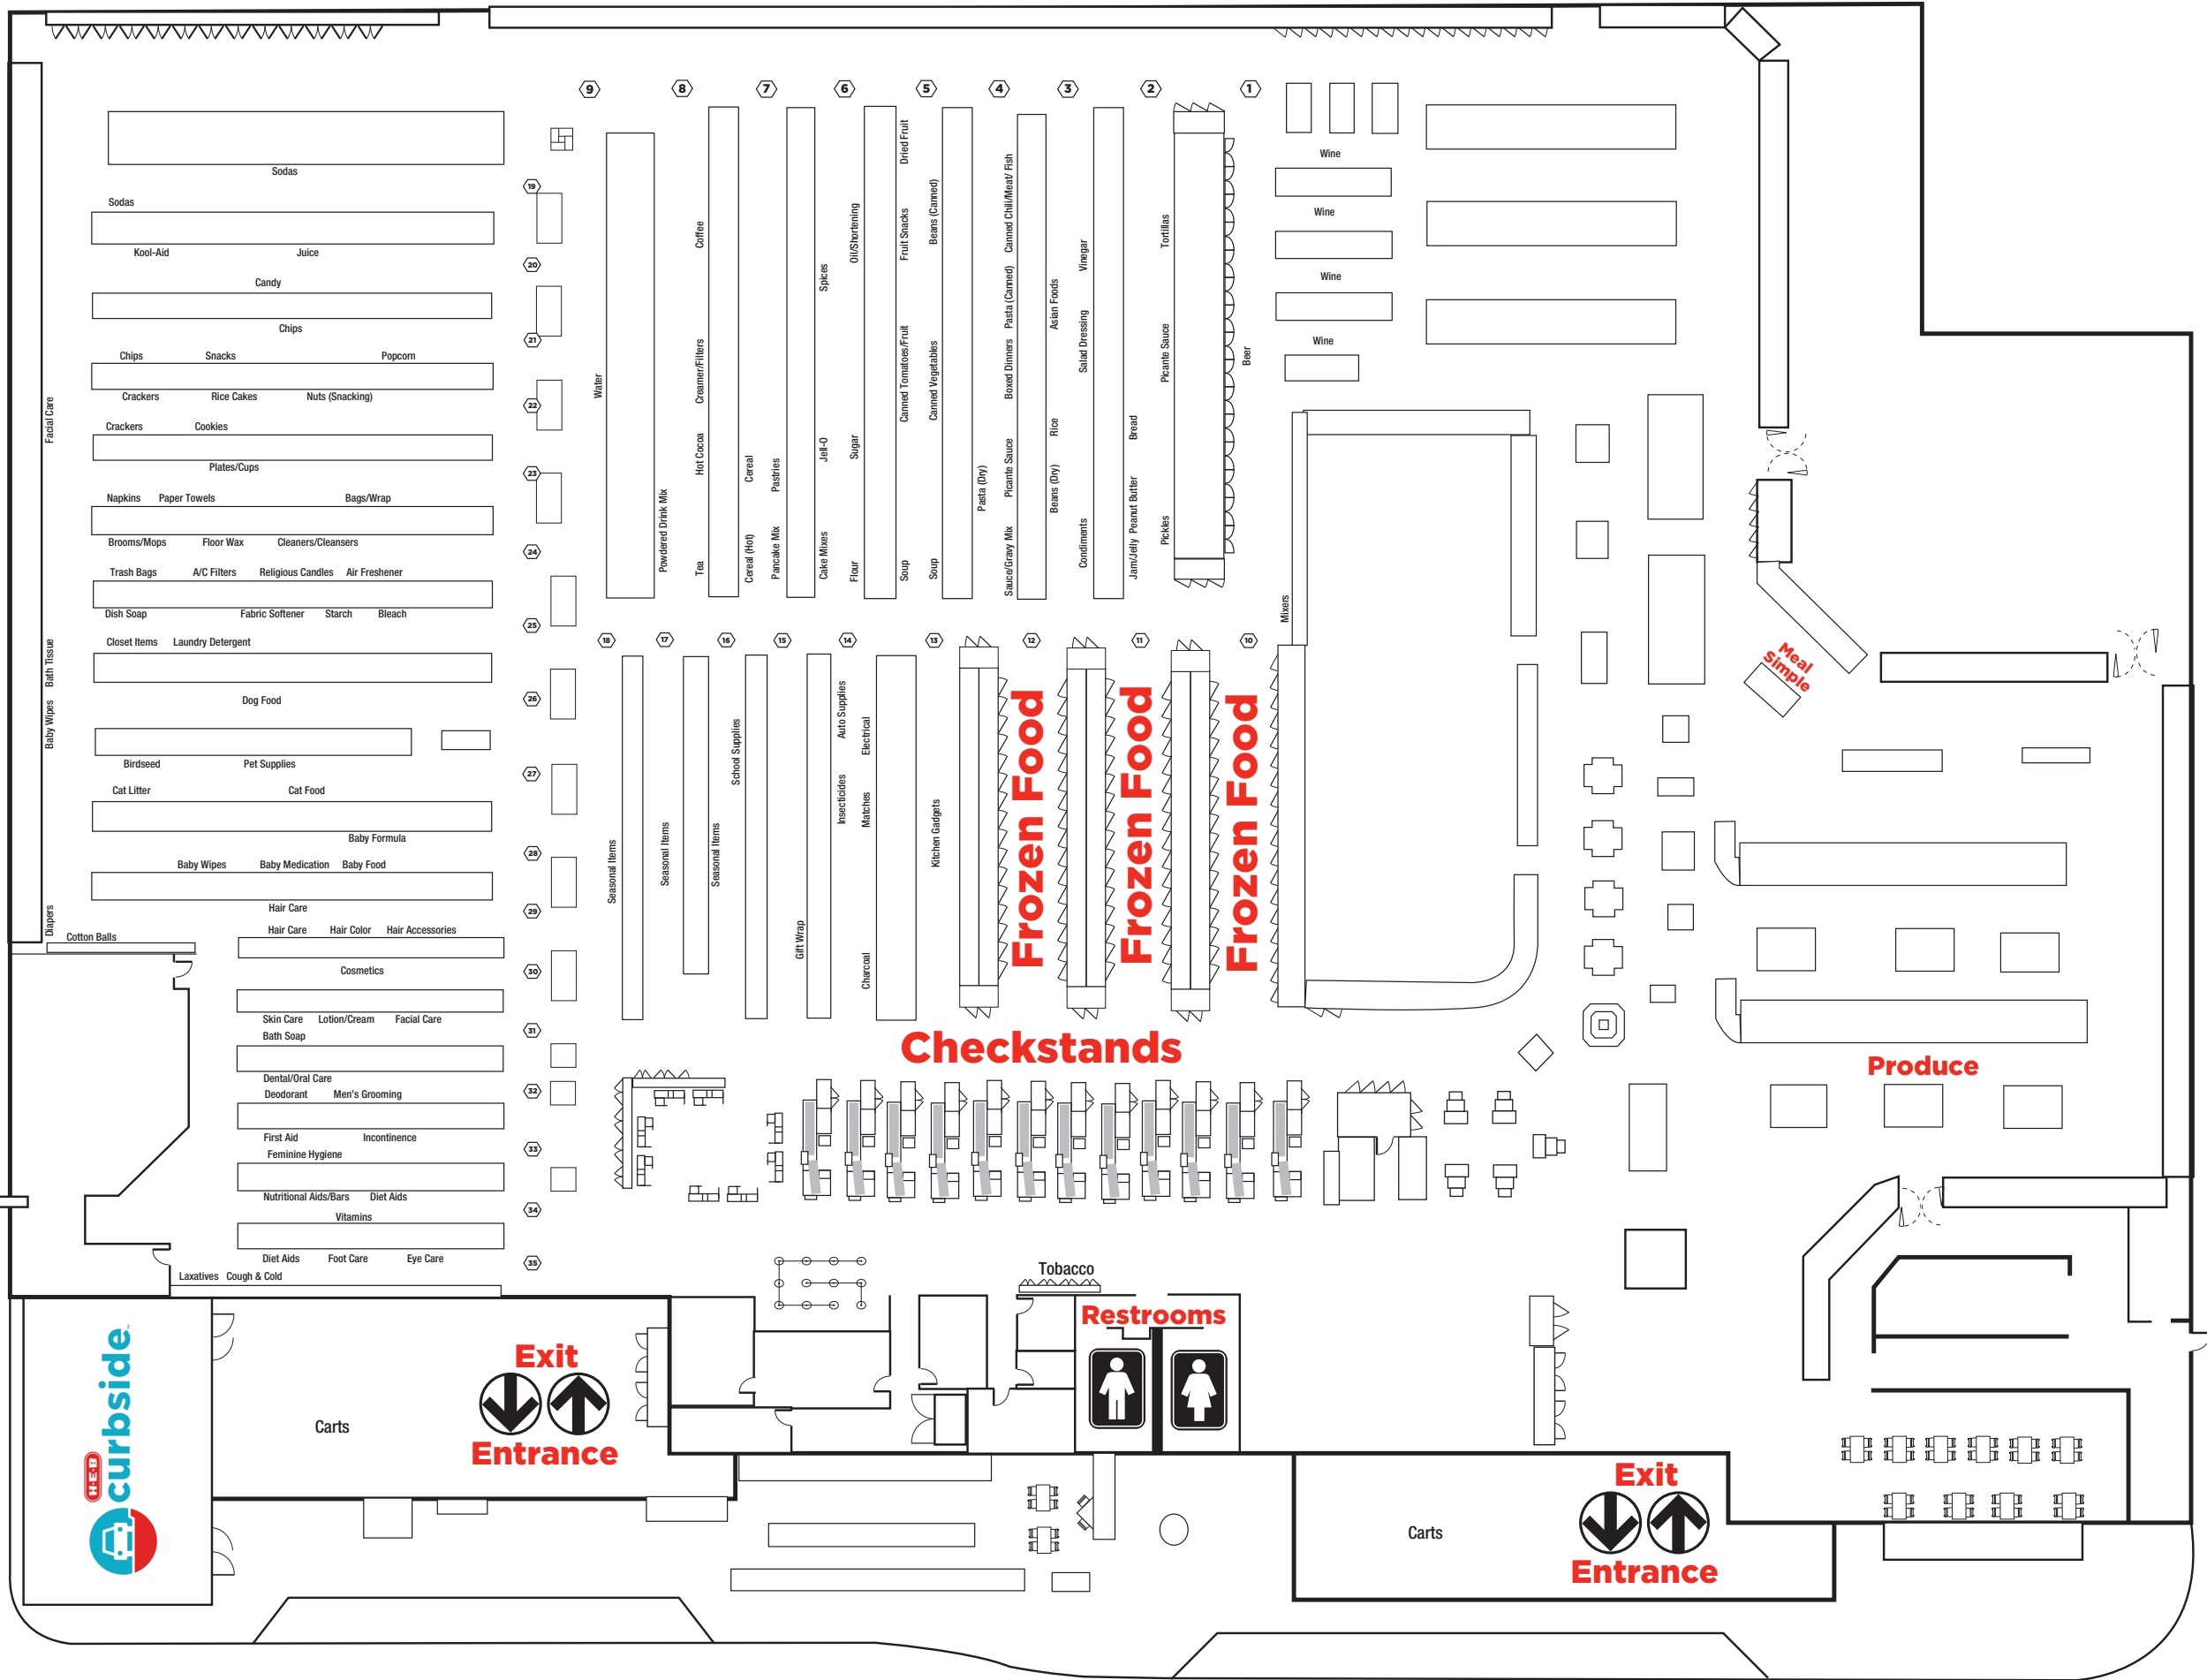 9 8 7 6 5 4 3 2 1
Sodas
19
Sodas
Kool-Aid Juice
20
Candy
Chips
21
Chips Snacks Popcorn
Crackers Rice Cakes Nuts (Snacking)
22
Crackers Cookies
Plates/Cups
23
Napkins Paper Towels Bags/Wrap
Brooms/Mops Floor Wax Cleaners/Cleansers
24
Trash Bags A/C Filters Religious Candles Air Freshener
Dish Soap Fabric Softener Starch Bleach
25
Closet Items Laundry Detergent
26
Dog Food
Birdseed Pet Supplies
27
Cat Litter Cat Food
Baby Formula
28
Baby Wipes Baby Medication Baby Food
Hair Care
29
Hair Care Hair Color Hair Accessories
Cosmetics
30
Skin Care Lotion/Cream Facial Care
31
Bath Soap
Dental/Oral Care
32
Deodorant Men's Grooming
First Aid Incontinence
33
Feminine Hygiene
Nutritional Aids/Bars Diet Aids
34
Vitamins
Diet Aids Foot Care Eye Care
35
Laxatives Cough & Cold
Cotton Balls
Diapers Baby Wipes Bath Tissue Facial Care
Water
Powdered Drink Mix
Tea Hot Cocoa Creamer/Filters Coffee
Cereal (Hot) Cereal
Pancake Mix Pastries
Cake Mixes Jell-O Spices
Flour Sugar Oil/Shortening
Soup Canned Tomatoes/Fruit Fruit Snacks Dried Fruit
Soup Canned Vegetables Beans (Canned)
Pasta (Dry)
Sauce/Gravy Mix Picante Sauce Boxed Dinners Pasta (Canned) Canned Chili/Meat/ Fish
Beans (Dry) Rice Asian Foods
Condiments Salad Dressing Vinegar
Jam/Jelly Peanut Butter Bread
Pickles Picante Sauce Tortillas
Beer
Wine
Wine
Wine
Wine
Mixers
18 17 16 15 14 13 12 11 10
Seasonal Items
Seasonal Items
Seasonal Items
School Supplies
Gift Wrap
Insecticides Auto Supplies
Charcoal Matches Electrical
Kitchen Gadgets
Frozen Food
Frozen Food
Frozen Food
Meal
Simple
Checkstands
Produce
Tobacco
Restrooms
H-E-B
curbside
Carts
Exit
Entrance
Carts
Exit
Entrance